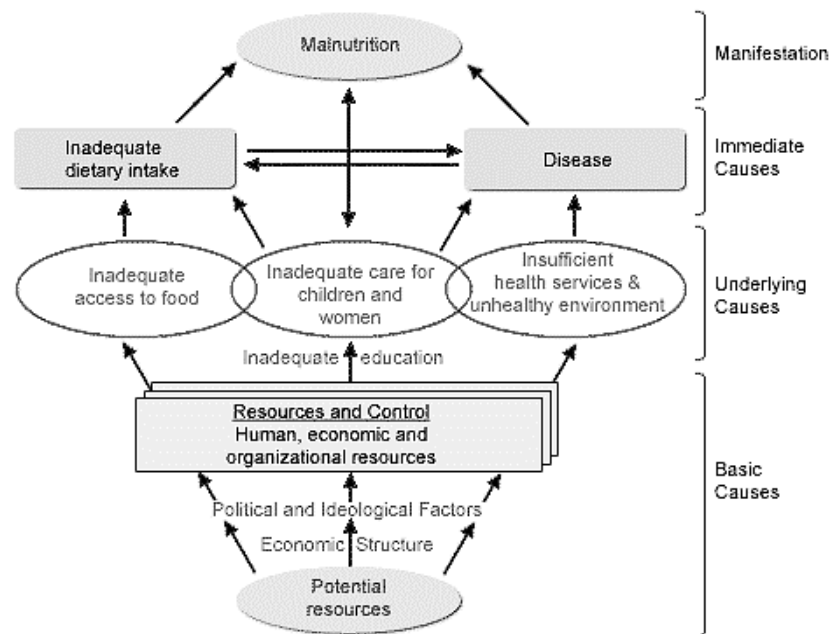 Malnutrition
Manifestation
Inadequate
dietary intake
Disease
Immediate
Causes
Inadequate
access to food
Inadequate care for
children and
women
Insufficient
health services &
unhealthy environment
Underlying
Causes
Inadequate education
Resources and Control
Human, economic and
organizational resources
Political and Ideological Factors
Economic Structure
Potential
resources
Basic
Causes